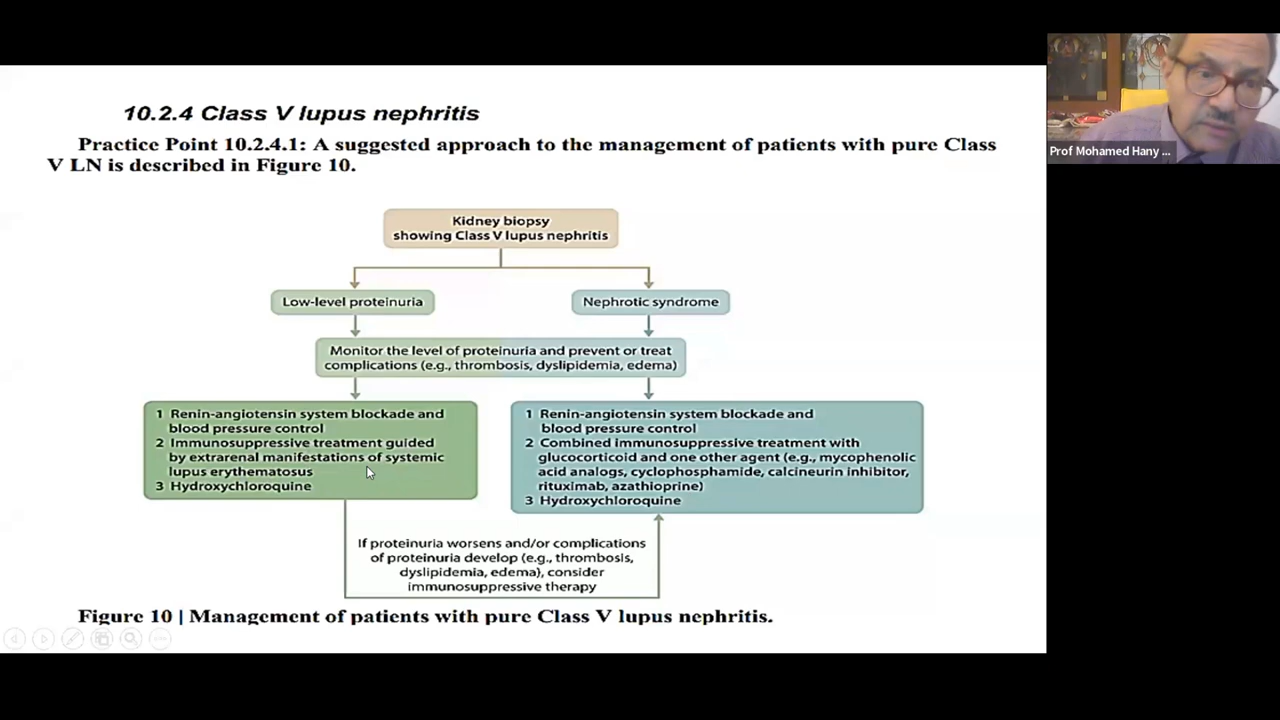 10.2.4 Class V lupus nephritis
Practice Point 10.2.4.1: A suggested approach to the management of patients with pure Class
V LN is described in Figure 10.
Kidney biopsy
showing Class V lupus nephritis
Low-level proteinuria
Nephrotic syndrome
Monitor the level of proteinuria and prevent or treat
complications (e.g., thrombosis, dyslipidemia, edema)
1 Renin-angiotensin system blockade and
blood pressure control
2 Immunosuppressive treatment guided
by extrarenal manifestations of systemic
lupus erythematosus
3 Hydroxychloroquine
1 Renin-angiotensin system blockade and
blood pressure control
2 Combined immunosuppressive treatment with
glucocorticoid and one other agent (e.g., mycophenolic
acid analogs, cyclophosphamide, calcineurin inhibitor,
rituximab, azathioprine)
3 Hydroxychloroquine
If proteinuria worsens and/or complications
of proteinuria develop (e.g., thrombosis,
dyslipidemia, edema), consider
immunosuppressive therapy
Figure 10 | Management of patients with pure Class V lupus nephritis.
Prof Mohamed Hany ...